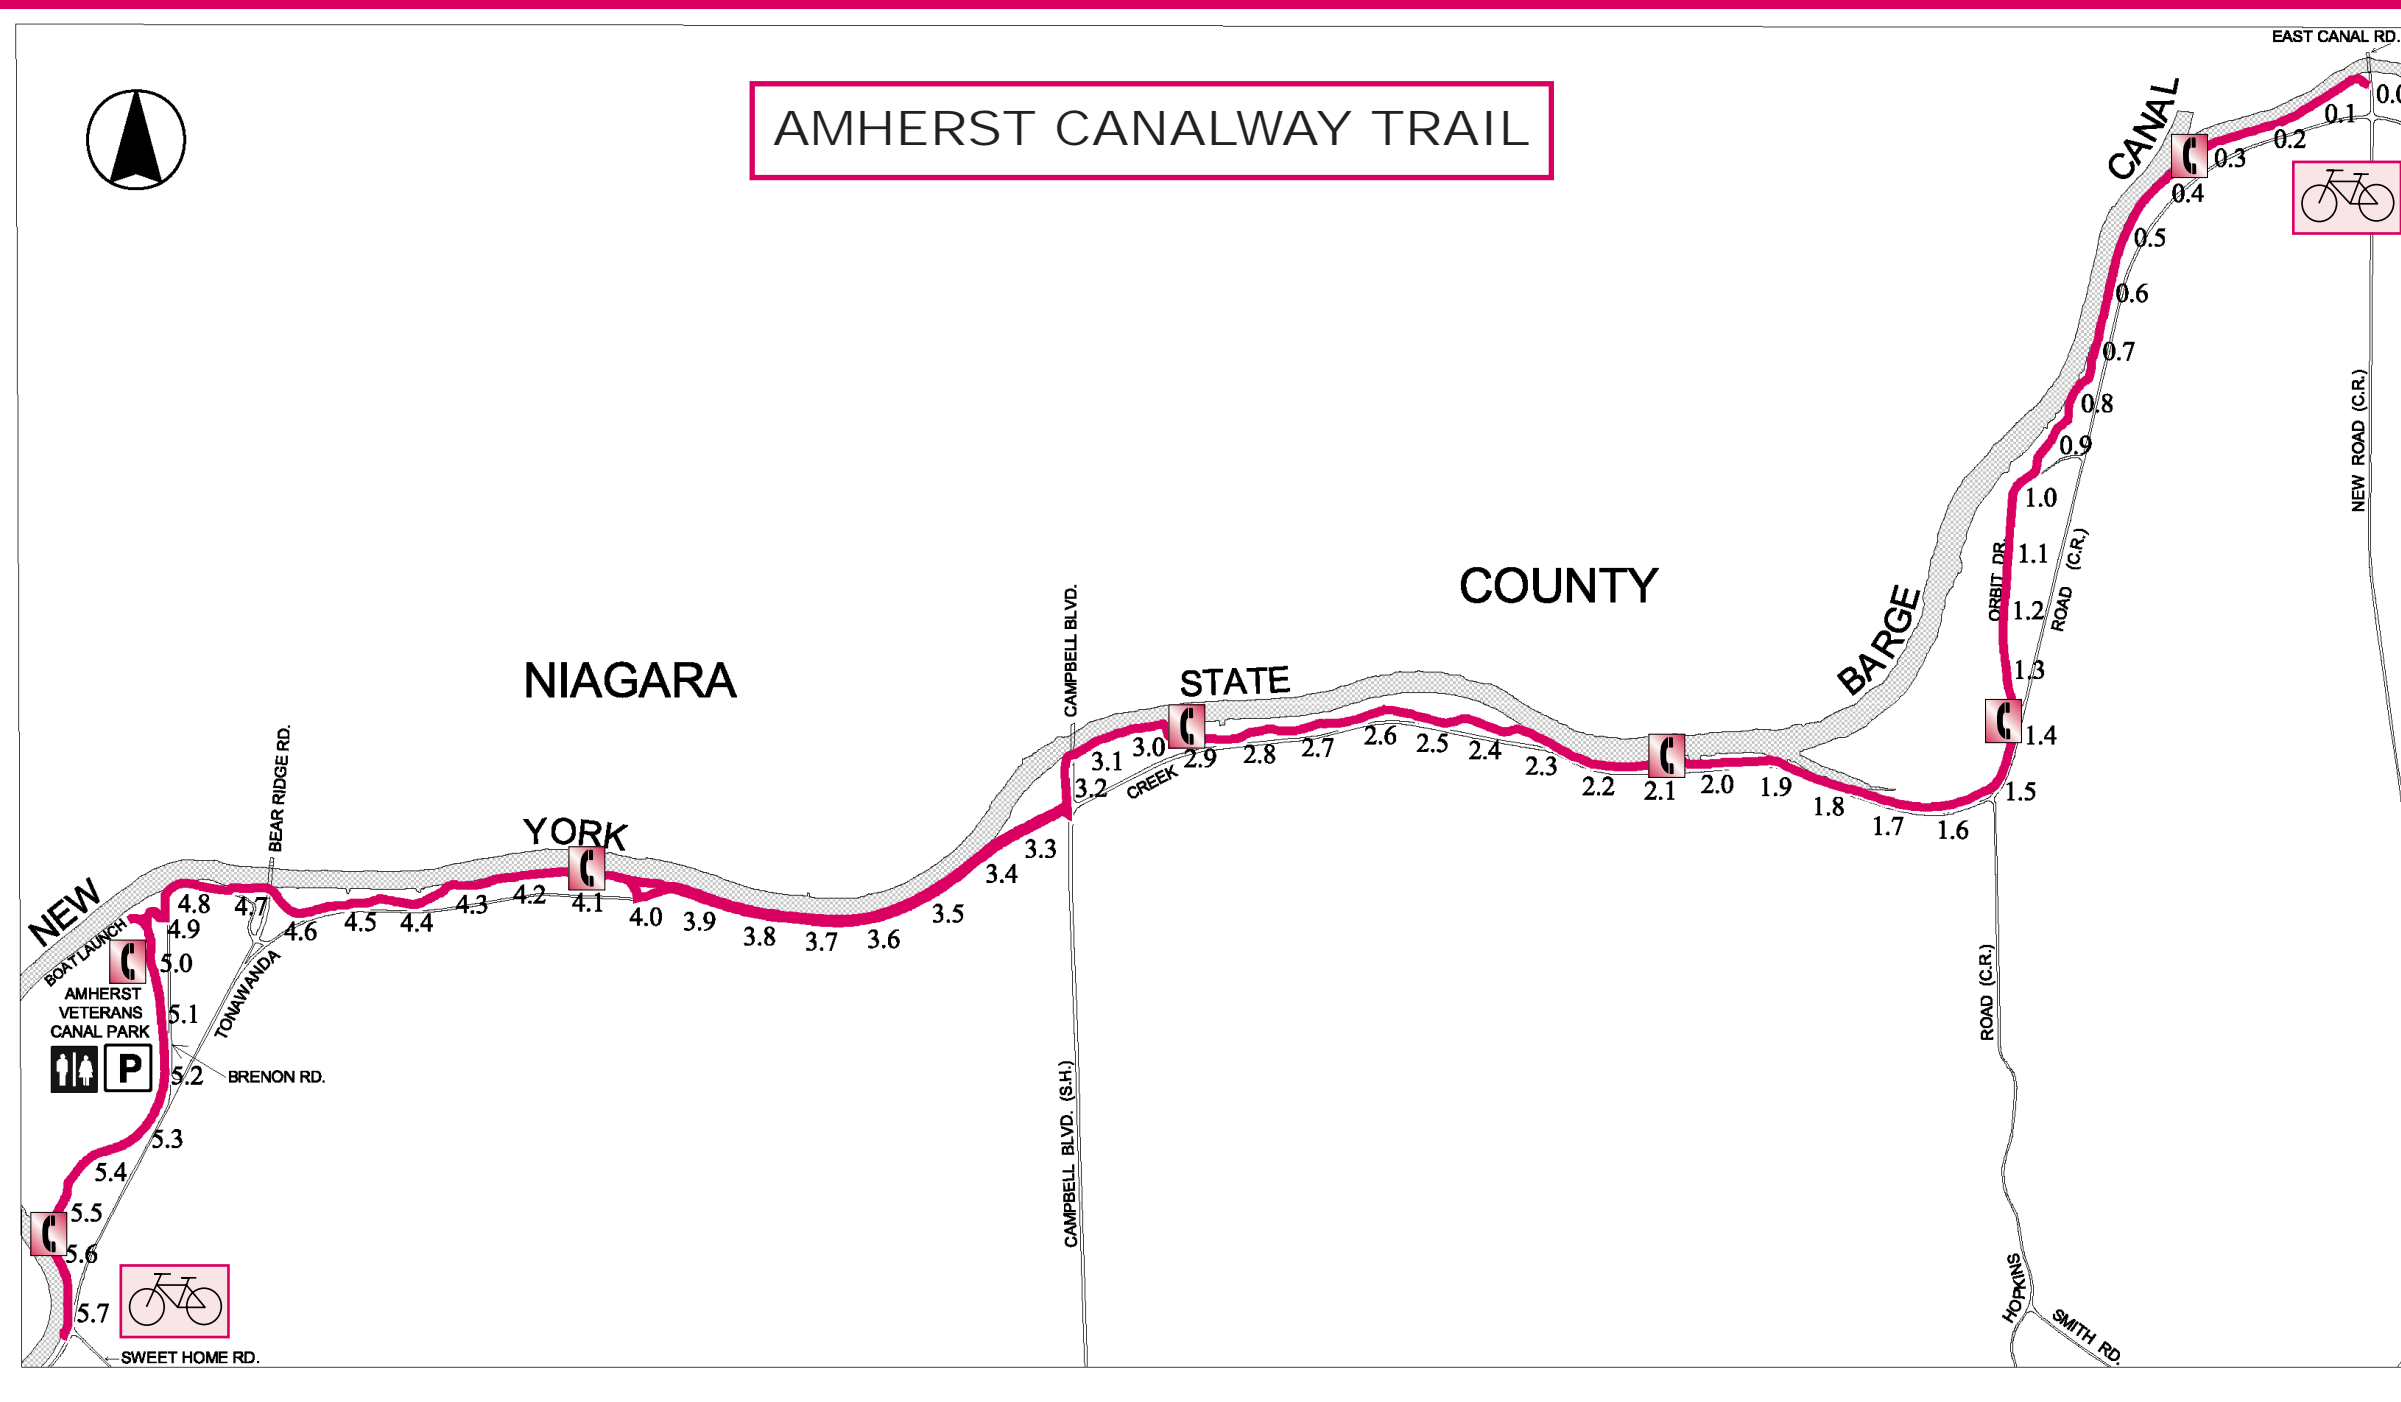 EAST CANAL RD.
AMHERST CANALWAY TRAIL
CANAL
0.0
0.1
0.2
0.3
0.4
0.5
0.6
0.7
0.8
0.9
1.0
NEW ROAD (C.R.)
ORBIT DR.
1.1
ROAD (C.R.)
1.2
1.3
1.4
1.5
COUNTY
BARGE
NIAGARA
CAMPBELL BLVD.
STATE
1.6
1.7
1.8
1.9
2.0
2.1
2.2
2.3
2.4
2.5
2.6
2.7
2.8
2.9
3.0
3.1
3.2
CREEK
3.3
3.4
3.5
3.6
3.7
3.8
3.9
4.0
4.1
4.2
4.3
4.4
4.5
4.6
4.7
4.8
4.9
YORK
BEAR RIDGE RD.
NEW
BOAT LAUNCH
5.0
AMHERST
VETERANS
CANAL PARK
P
5.1
TONAWANDA
5.2
BRENON RD.
5.3
5.4
5.5
5.6
5.7
SWEET HOME RD.
CAMPBELL BLVD. (S.H.)
ROAD (C.R.)
HOPKINS
SMITH RD.